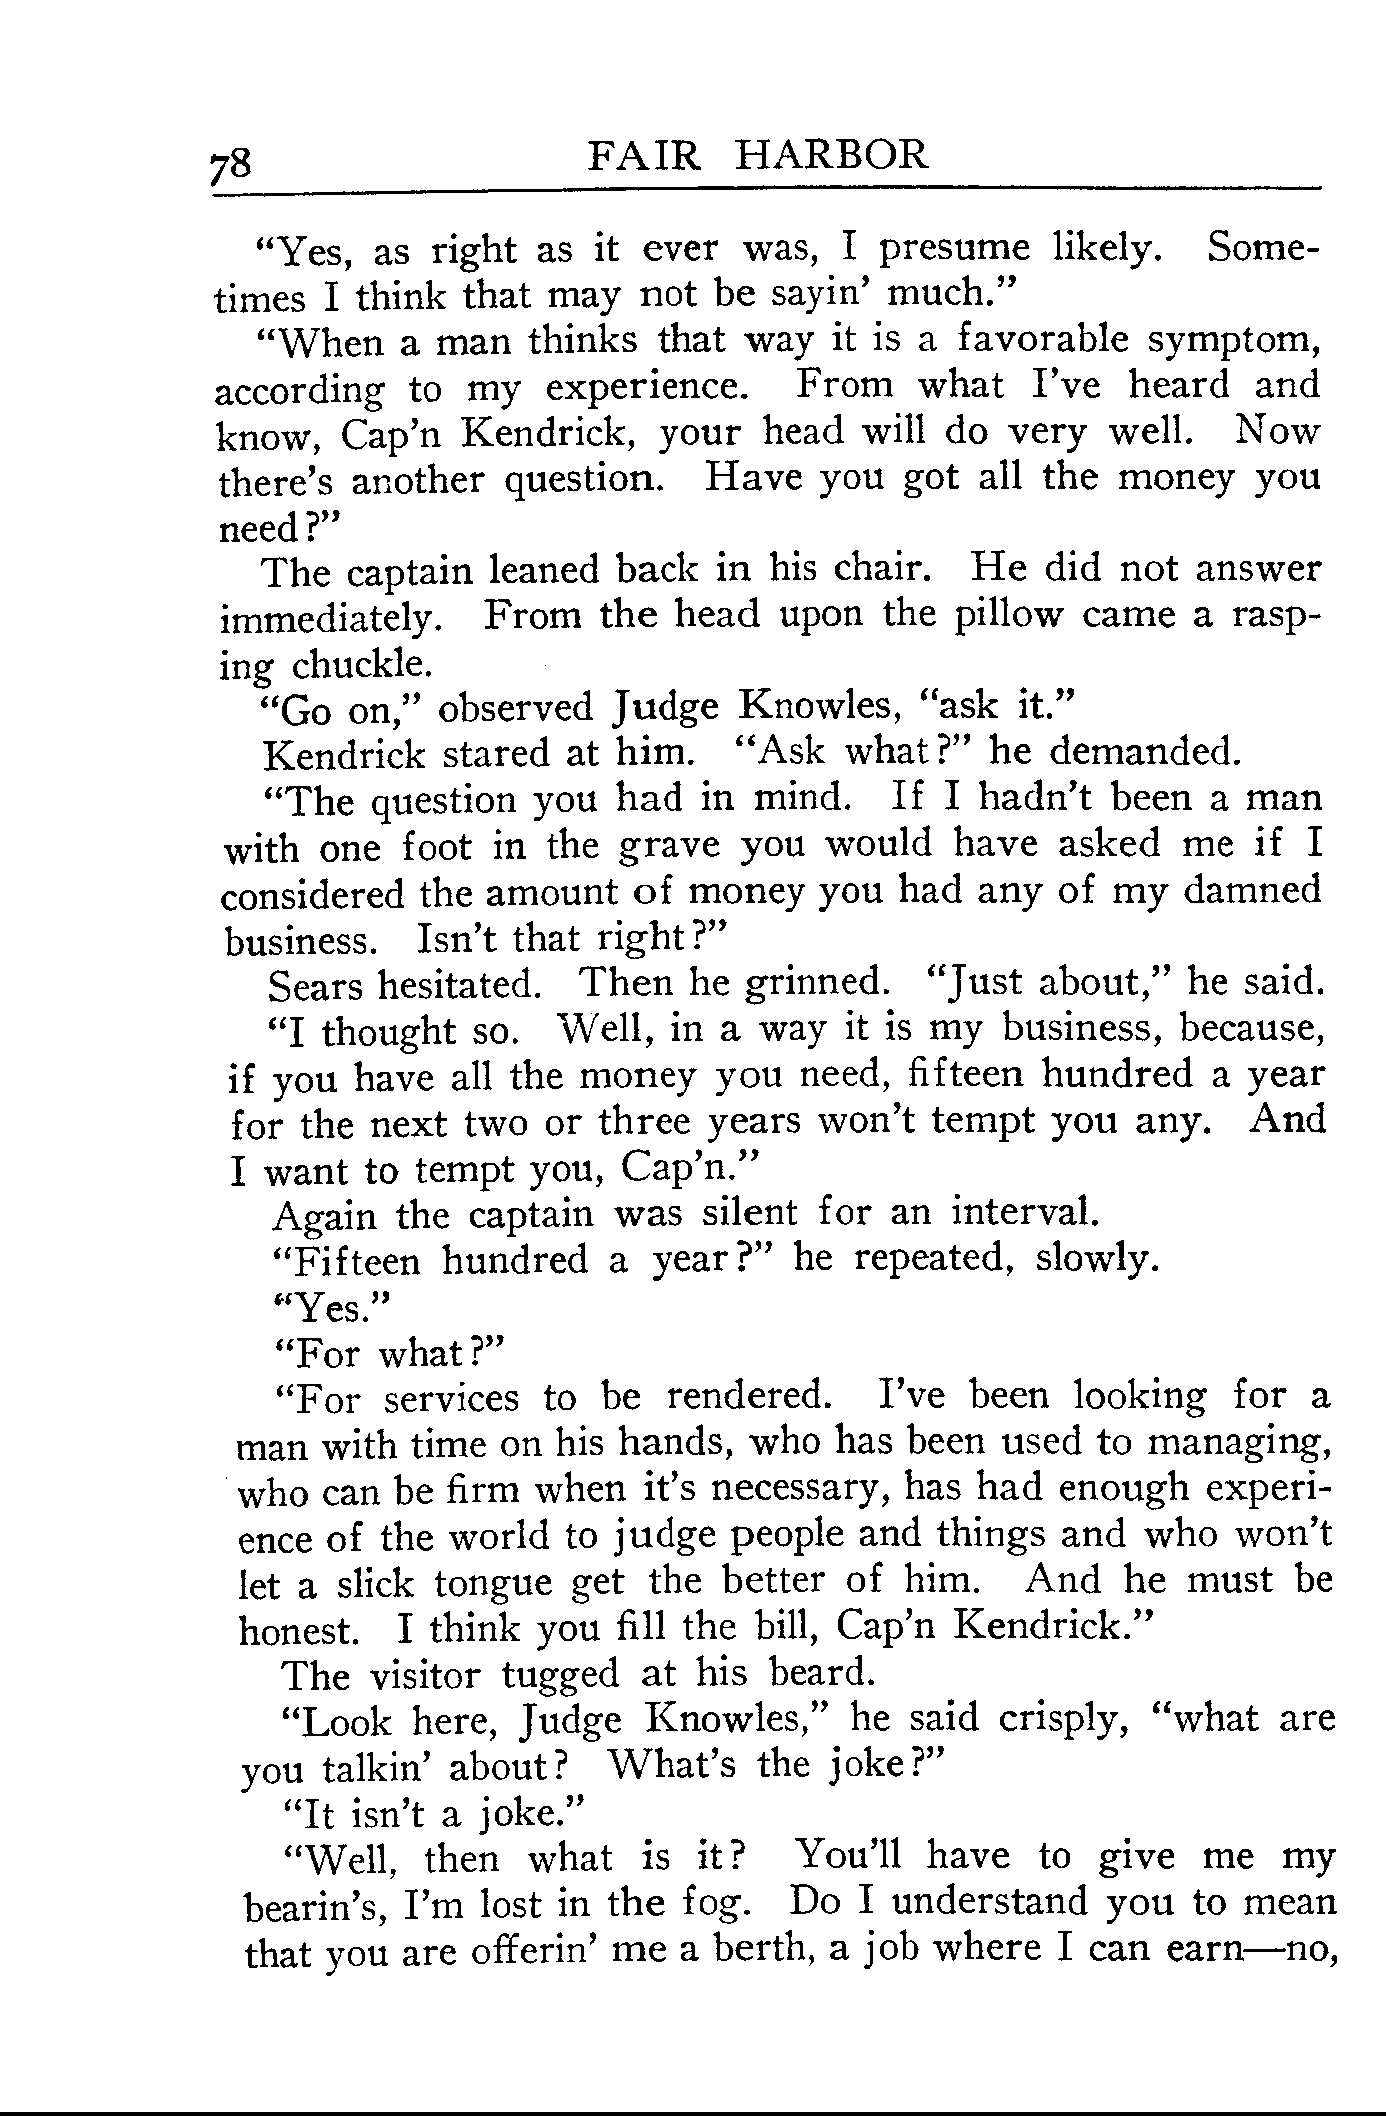 78 FAIR HARBOR
“Yes, as right as it ever was, I presume likely. Some-
times I think that may not be sayin’ much.”
“When a man thinks that way it is a favorable symptom,
according to my experience. From what I’ve heard and
know, Cap’n Kendrick, your head will do very well. Now
there’s another question. Have you got all the money you
need?”
The captain leaned back in his chair. He did not answer
immediately. From the head upon the pillow came a rasp-
ing chuckle.
“Go on,” observed Judge Knowles, “ask it.”
Kendrick stared at him. “Ask what?” he demanded.
“The question you had in mind. If I hadn’t been a man
with one foot in the grave you would have asked me if I
considered the amount of money you had any of my damned
business. Isn’t that right?”
Sears hesitated. Then he grinned. “Just about,” he said.
“I thought so. Well, in a way it is my business, because,
if you have all the money you need, fifteen hundred a year
for the next two or three years won’t tempt you any. And
I want to tempt you, Cap’n.”
Again the captain was silent for an interval.
“Fifteen hundred a year?” he repeated, slowly.
“Yes.”
“For what?”
“For services to be rendered. I’ve been looking for a
man with time on his hands, who has been used to managing,
who can be firm when it’s necessary, has had enough experi-
ence of the world to judge people and things and who won’t
let a slick tongue get the better of him. And he must be
honest. I think you fill the bill, Cap’n Kendrick.”
The visitor tugged at his beard.
“Look here, Judge Knowles,” he said crisply, “what are
you talkin’ about? What’s the joke?”
“It isn’t a joke.”
“Well, then what is it? You’ll have to give me my
bearin’s, I’m lost in the fog. Do I understand you to mean
that you are offerin’ me a berth, a job where I can earn—no,